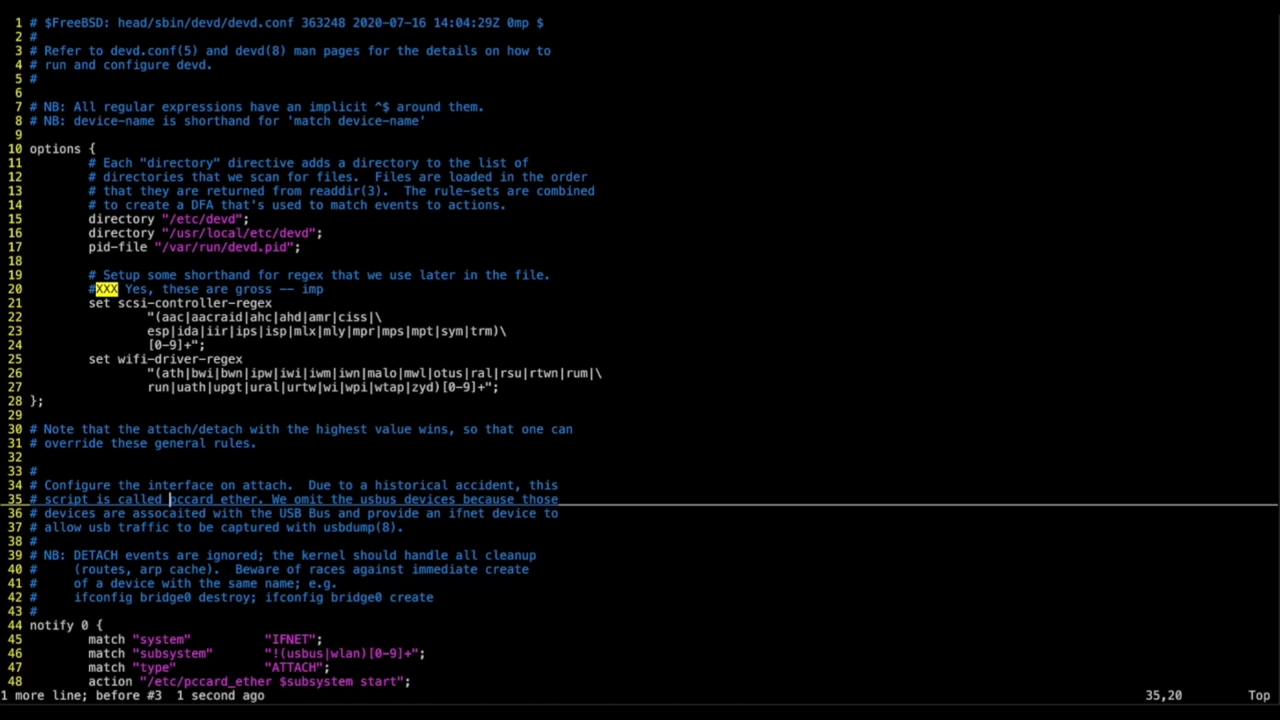 1 # $FreeBSD: head/sbin/devd/devd.conf 363248 2020-07-16 14:04:29Z 0mp $
2 #
3 # Refer to devd.conf(5) and devd(8) man pages for the details on how to
4 # run and configure devd.
5 #
6
7 # NB: All regular expressions have an implicit ^$ around them.
8 # NB: device-name is shorthand for 'match device-name'
9
10 options {
11         # Each "directory" directive adds a directory to the list of
12         # directories that we scan for files.  Files are loaded in the order
13         # that they are returned from readdir(3).  The rule-sets are combined
14         # to create a DFA that's used to match events to actions.
15         directory "/etc/devd";
16         directory "/usr/local/etc/devd";
17         pid-file "/var/run/devd.pid";
18
19         # Setup some shorthand for regex that we use later in the file.
20         #XXX Yes, these are gross -- imp
21         set scsi-controller-regex
22                 "(aac|aacraid|ahc|ahd|amr|ciss|\
23                 esp|ida|iir|ips|isp|mlx|mly|mpr|mps|mpt|sym|trm)\
24                 [0-9]+";
25         set wifi-driver-regex
26                 "(ath|bwi|bwn|ipw|iwi|iwm|iwn|malo|mwl|otus|ral|rsu|rtwn|rum|\
27                 run|uath|upgt|ural|urtw|wi|wpi|wtap|zyd)[0-9]+";
28 };
29
30 # Note that the attach/detach with the highest value wins, so that one can
31 # override these general rules.
32
33 #
34 # Configure the interface on attach.  Due to a historical accident, this
35 # script is called pccard_ether. We omit the usbus devices because those
36 # devices are assocaited with the USB Bus and provide an ifnet device to
37 # allow usb traffic to be captured with usbdump(8).
38 #
39 # NB: DETACH events are ignored; the kernel should handle all cleanup
40 #     (routes, arp cache).  Beware of races against immediate create
41 #     of a device with the same name; e.g.
42 #     ifconfig bridge0 destroy; ifconfig bridge0 create
43 #
44 notify 0 {
45         match "system"          "IFNET";
46         match "subsystem"       "!(usbus|wlan)[0-9]+";
47         match "type"            "ATTACH";
48         action "/etc/pccard_ether $subsystem start";
1 more line; before #3  1 second ago 35,20 Top